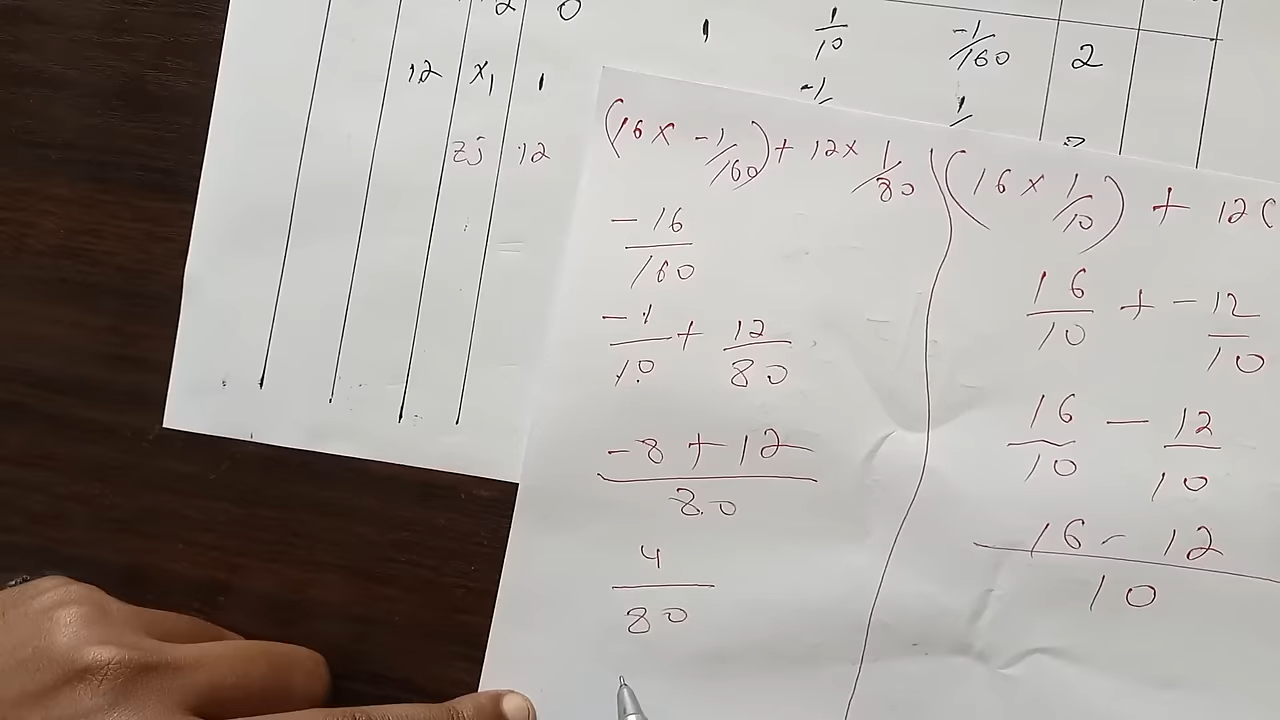 2 0
1 1/10 -1/160 2
12 x₁ 1
-1/ 1/
zj 12
(16 x -1/160) + 12 x 1/80
-16/160
-1/10 + 12/80
-8 + 12/80
4/80
(16 x 1/10) + 12(
16/10 + -12/10
16/10 - 12/10
16 - 12/10